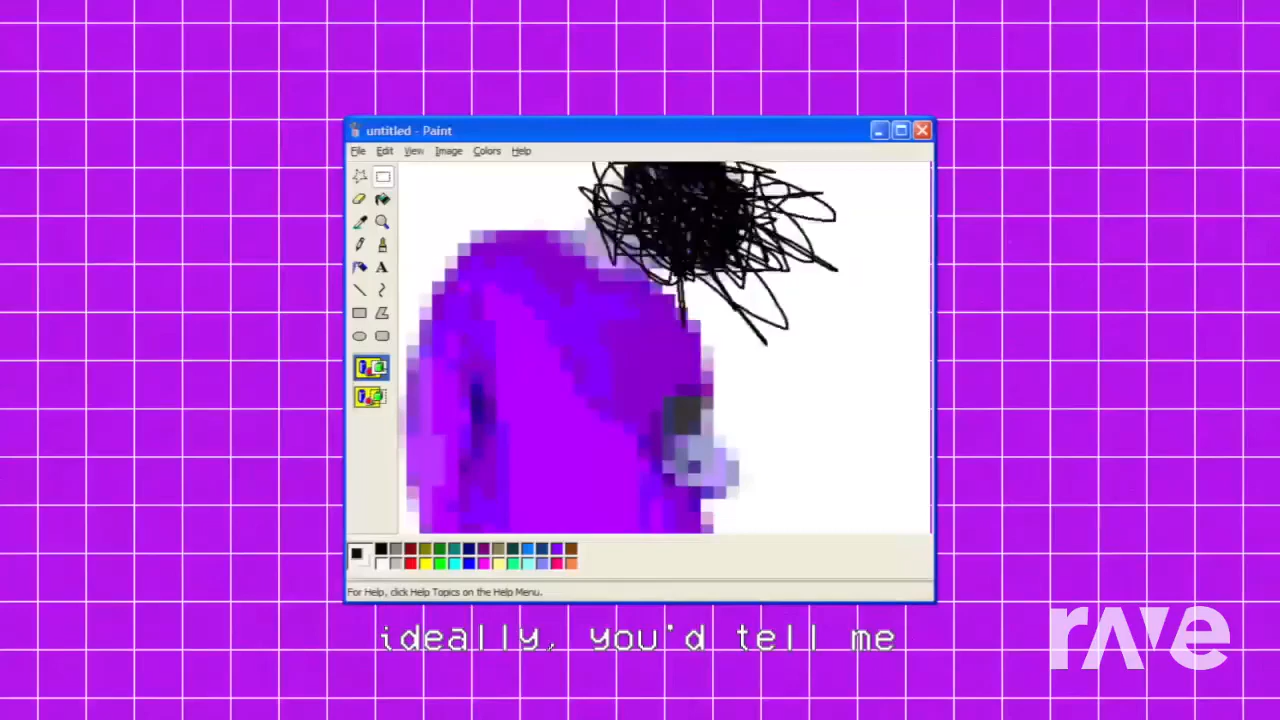 untitled - Paint
File Edit View Image Colors Help
A
For Help, click Help Topics on the Help Menu.
ideally, you'd tell me
rave